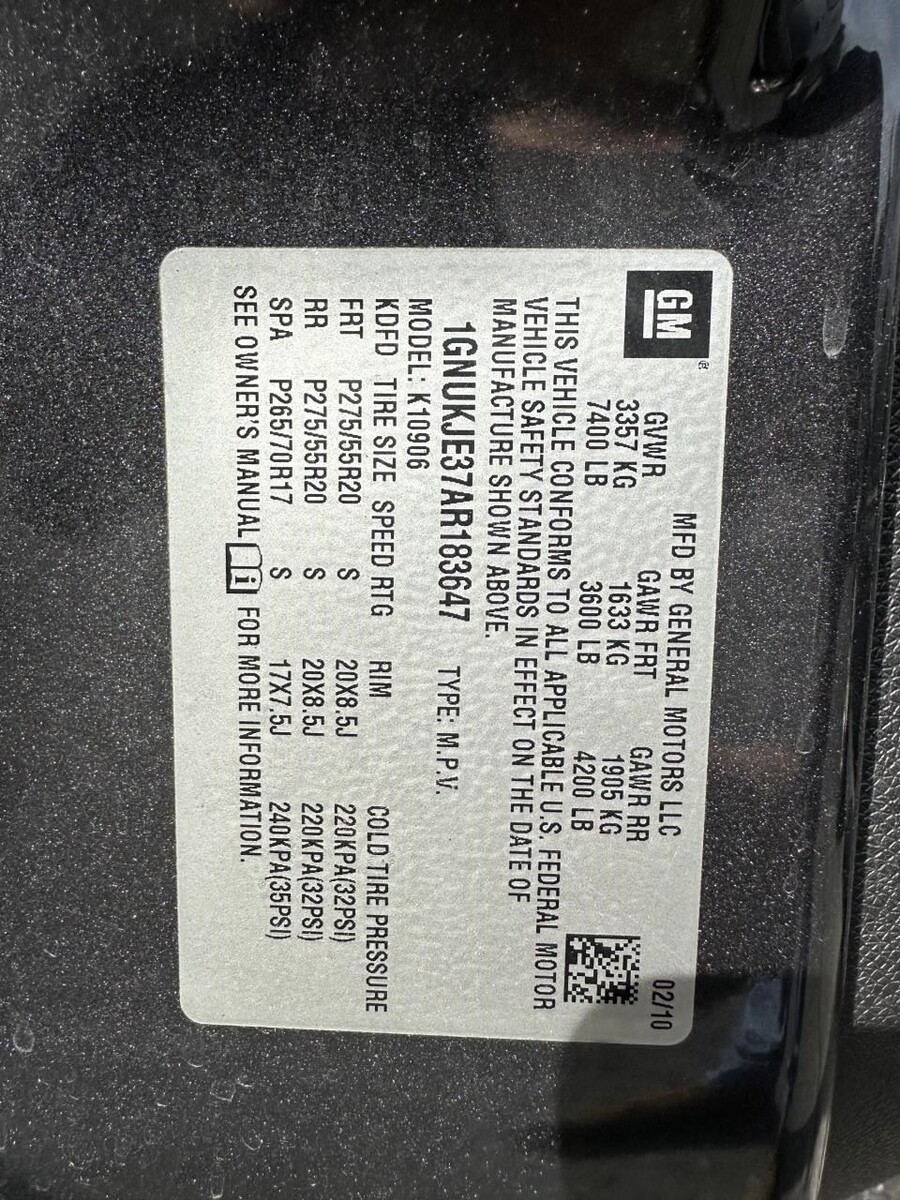 GM®
MFD BY GENERAL MOTORS LLC 02/10
GVWR GAWR FRT GAWR RR
3357 KG 1633 KG 1905 KG
7400 LB 3600 LB 4200 LB
THIS VEHICLE CONFORMS TO ALL APPLICABLE U.S. FEDERAL MOTOR
VEHICLE SAFETY STANDARDS IN EFFECT ON THE DATE OF
MANUFACTURE SHOWN ABOVE.
1GNUKJE37AR183647 TYPE: M.P.V.
MODEL: K10906
KDFD TIRE SIZE SPEED RTG RIM COLD TIRE PRESSURE
FRT P275/55R20 S 20X8.5J 220KPA(32PSI)
RR P275/55R20 S 20X8.5J 220KPA(32PSI)
SPA P265/70R17 S 17X7.5J 240KPA(35PSI)
SEE OWNER'S MANUAL i FOR MORE INFORMATION.